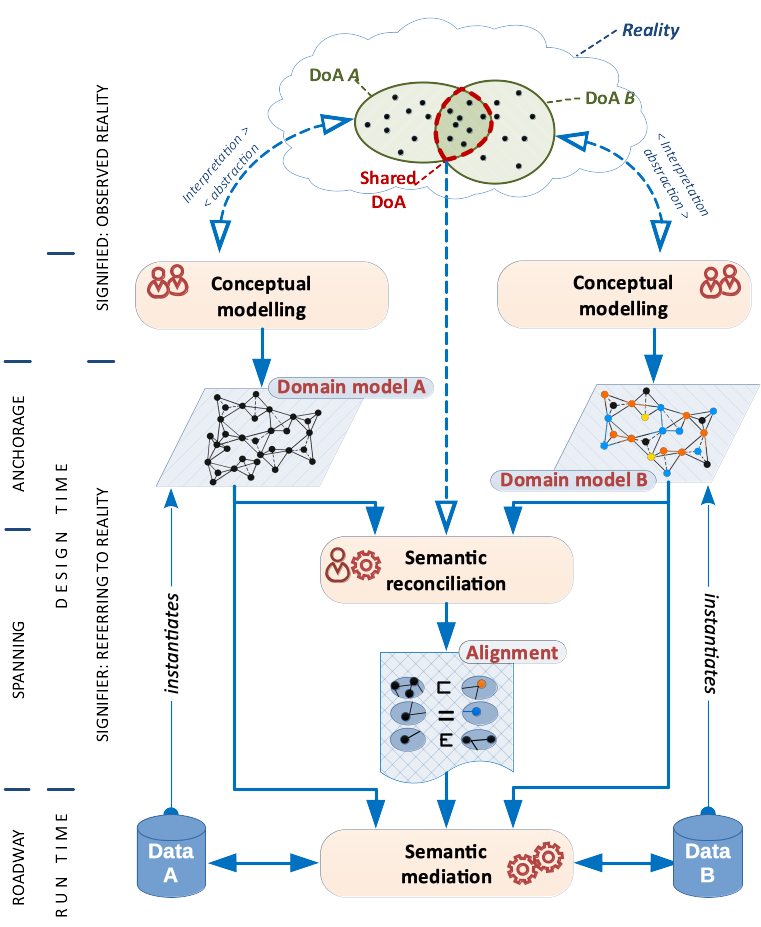 Reality
DoA A
DoA B
Shared
DoA
Interpretation >
< abstraction
< Interpretation
abstraction >
SIGNIFIED: OBSERVED REALITY
Conceptual
modelling
Conceptual
modelling
Domain model A
Domain model B
ANCHORAGE
DESIGN TIME
SIGNIFIER: REFERRING TO REALITY
SPANNING
instantiates
instantiates
Semantic
reconciliation
Alignment
⊏
=
E
ROADWAY
RUN TIME
Data
A
Semantic
mediation
Data
B